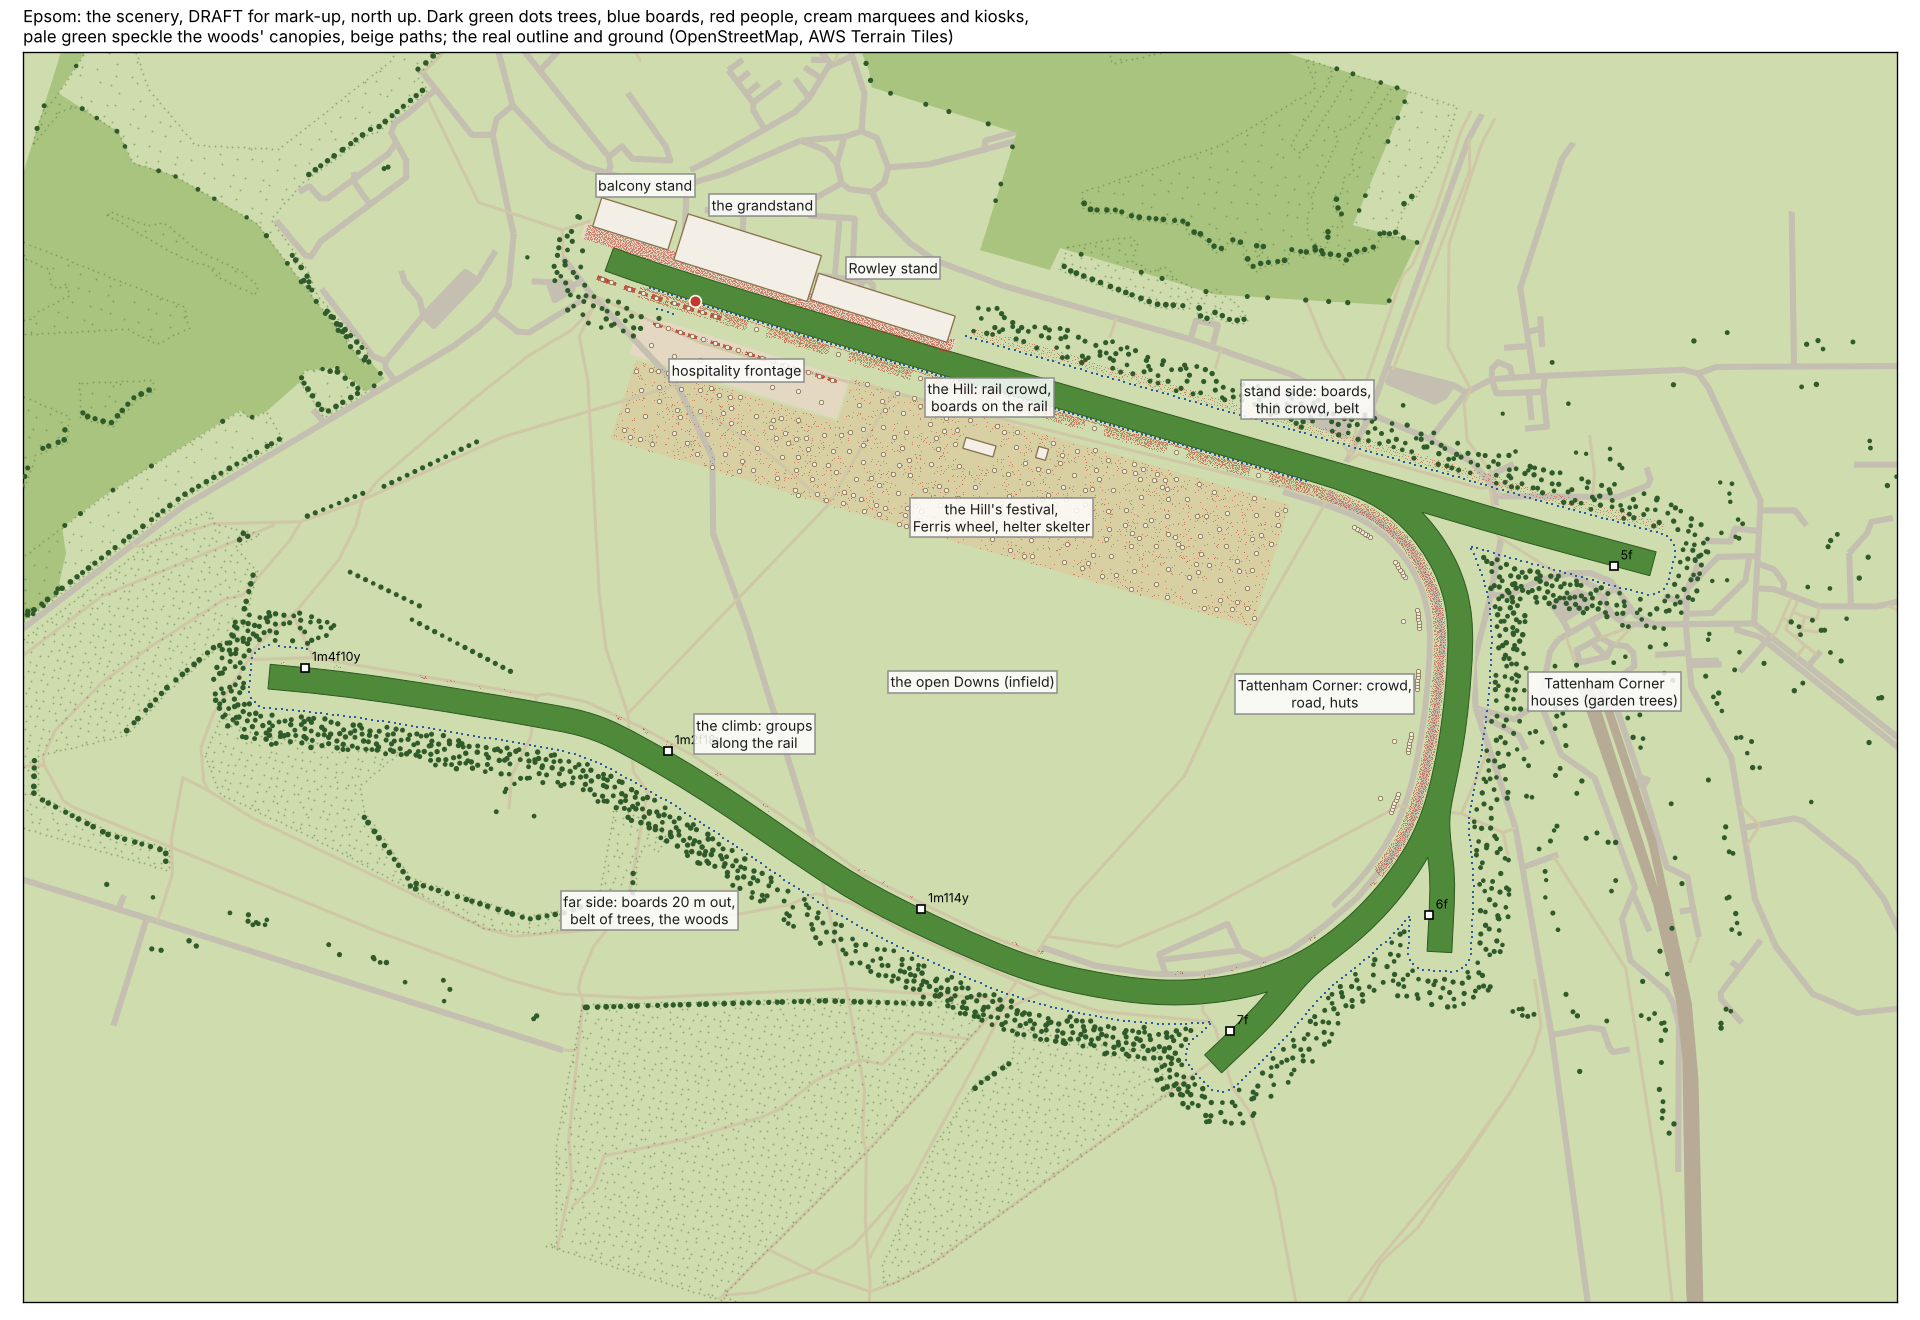 Epsom: the scenery, DRAFT for mark-up, north up. Dark green dots trees, blue boards, red people, cream marquees and kiosks,
pale green speckle the woods' canopies, beige paths; the real outline and ground (OpenStreetMap, AWS Terrain Tiles)
balcony stand
the grandstand
Rowley stand
hospitality frontage
the Hill: rail crowd,
boards on the rail
stand side: boards,
thin crowd, belt
the Hill's festival,
Ferris wheel, helter skelter
5f
1m4f10y
the open Downs (infield)
Tattenham Corner: crowd,
road, huts
Tattenham Corner
houses (garden trees)
the climb: groups
along the rail
far side: boards 20 m out,
belt of trees, the woods
1m114y
6f
7f